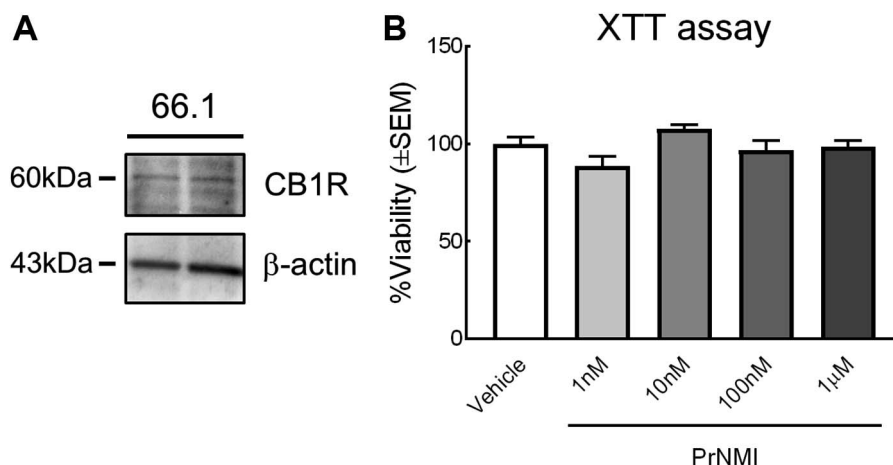 A
66.1
60kDa
CB1R
43kDa
β-actin
B
XTT assay
%Viability (±SEM)
150
100
50
0
Vehicle
1nM
10nM
100nM
1μM
PrNMI